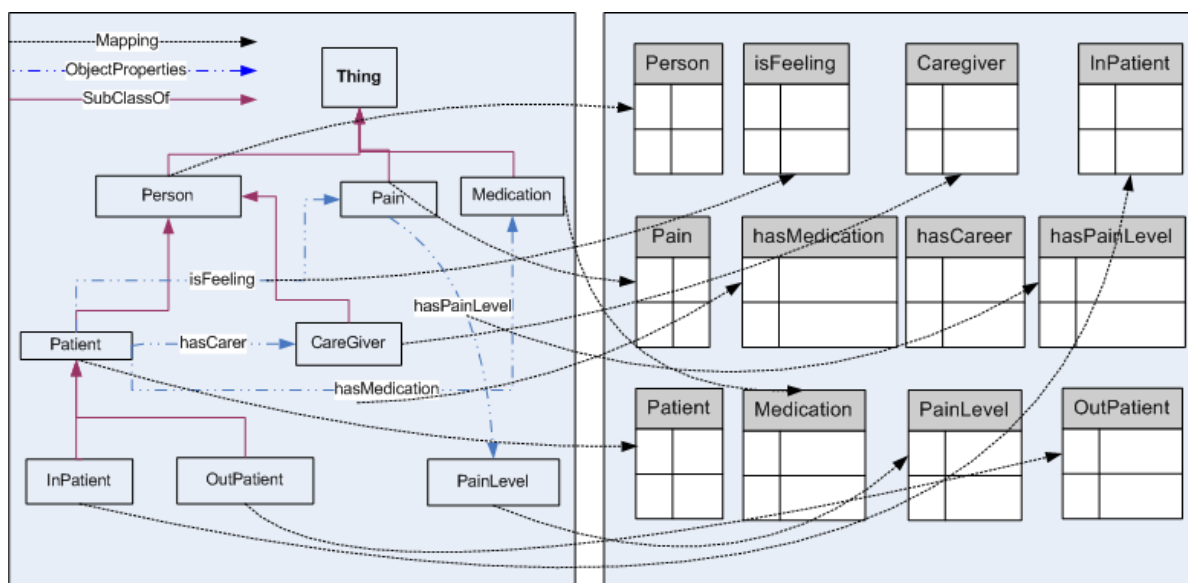 Mapping
ObjectProperties
SubClassOf
Thing
Person
Pain
Medication
isFeeling
hasPainLevel
Patient
hasCarer
CareGiver
hasMedication
InPatient
OutPatient
PainLevel
Person
isFeeling
Caregiver
InPatient
Pain
hasMedication
hasCareer
hasPainLevel
Patient
Medication
PainLevel
OutPatient